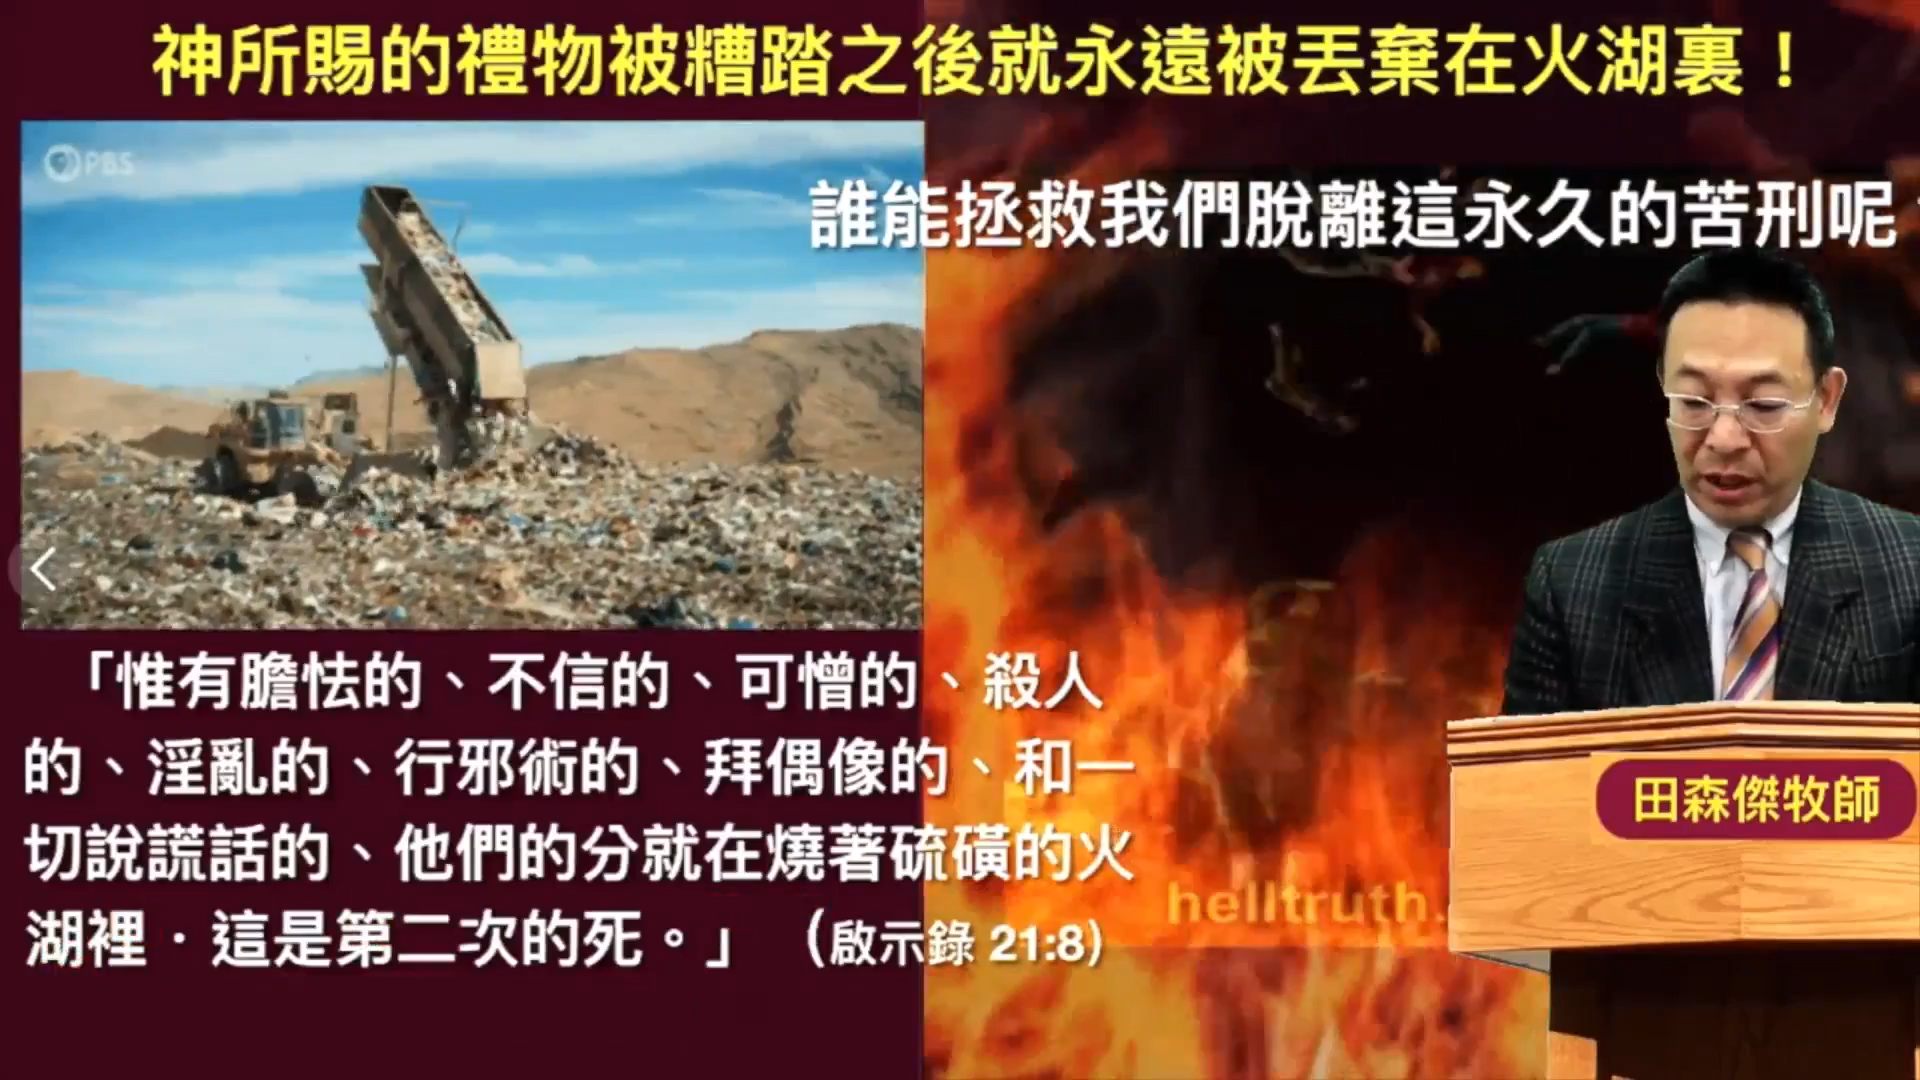 神所賜的禮物被糟踏之後就永遠被丟棄在火湖裏！
PBS
誰能拯救我們脫離這永久的苦刑呢
「惟有膽怯的、不信的、可憎的、殺人
的、淫亂的、行邪術的、拜偶像的、和一
切說謊話的、他們的分就在燒著硫磺的火
湖裡．這是第二次的死。」（啟示錄 21:8）
helltruth.
田森傑牧師